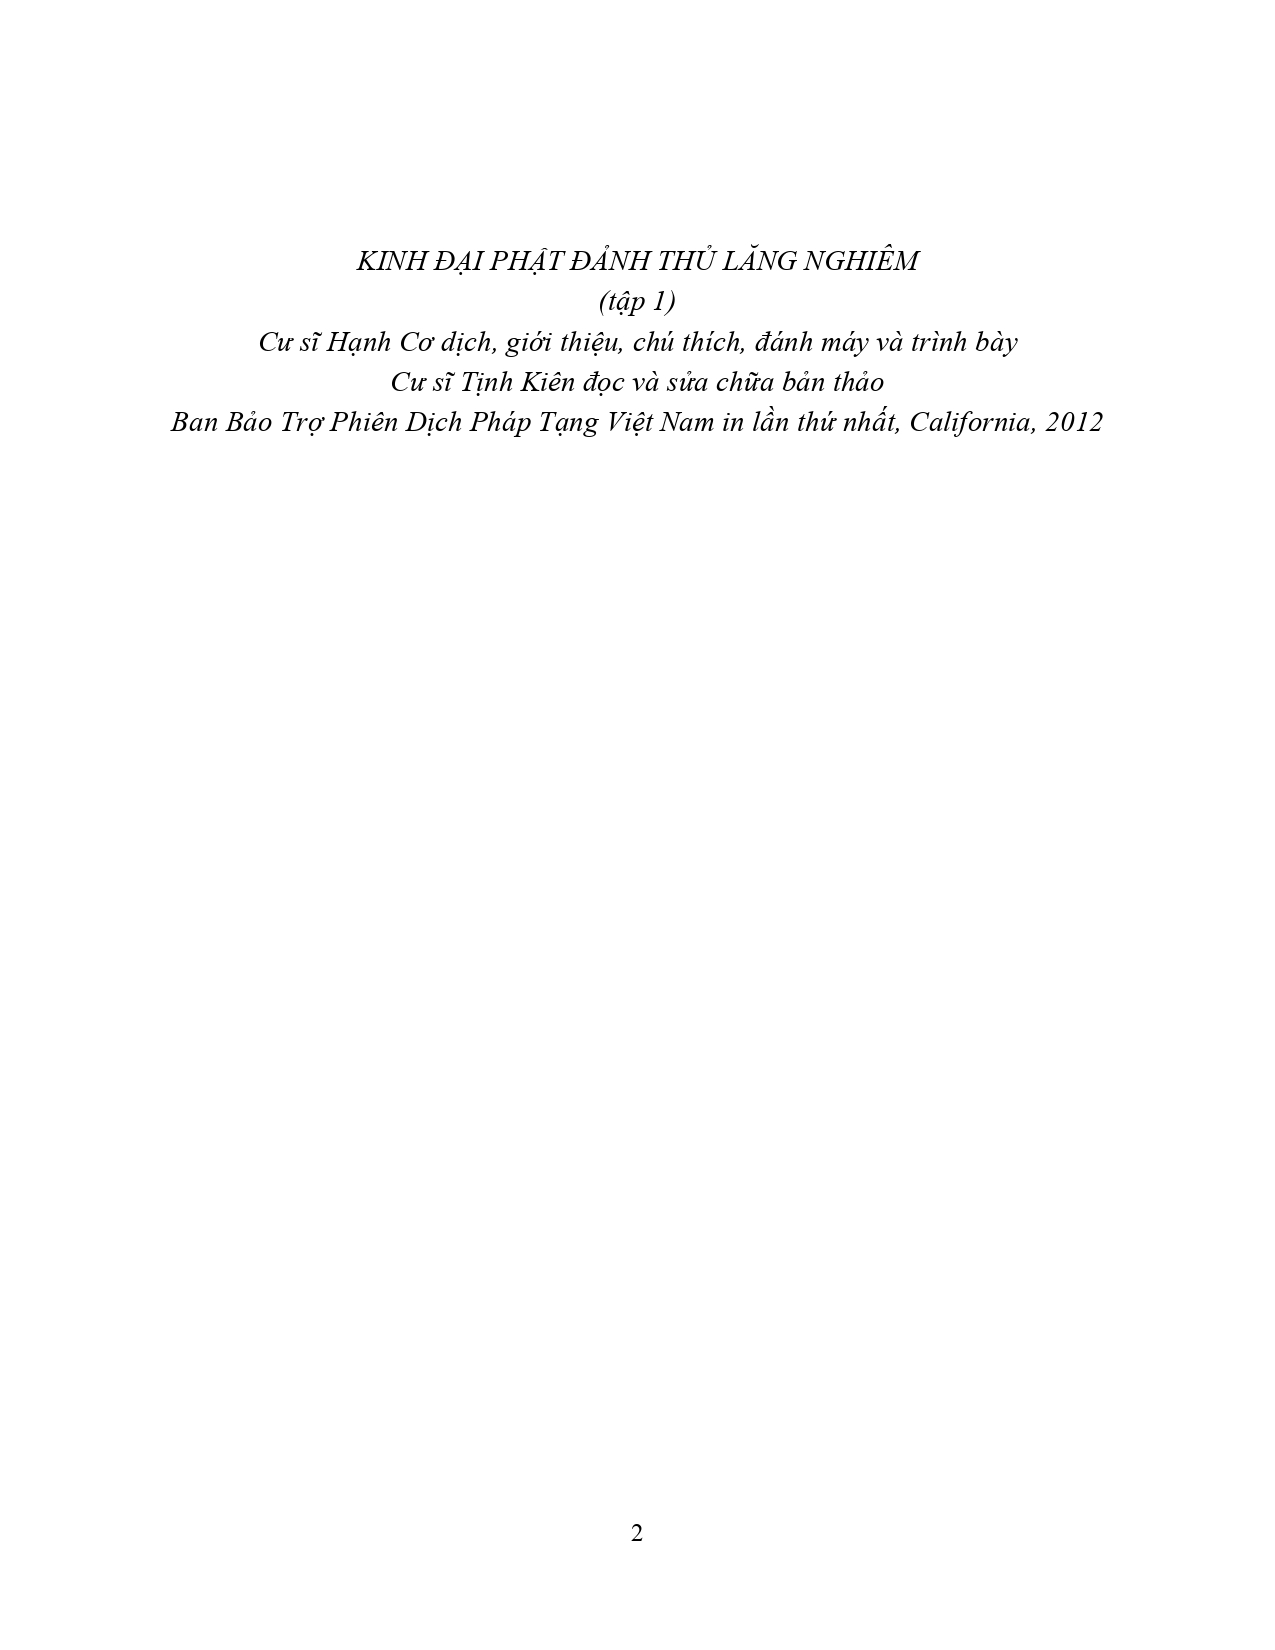 KINH ĐẠI PHẬT ĐẢNH THỦ LĂNG NGHIÊM
(tập 1)
Cư sĩ Hạnh Cơ dịch, giới thiệu, chú thích, đánh máy và trình bày
Cư sĩ Tịnh Kiên đọc và sửa chữa bản thảo
Ban Bảo Trợ Phiên Dịch Pháp Tạng Việt Nam in lần thứ nhất, California, 2012
2